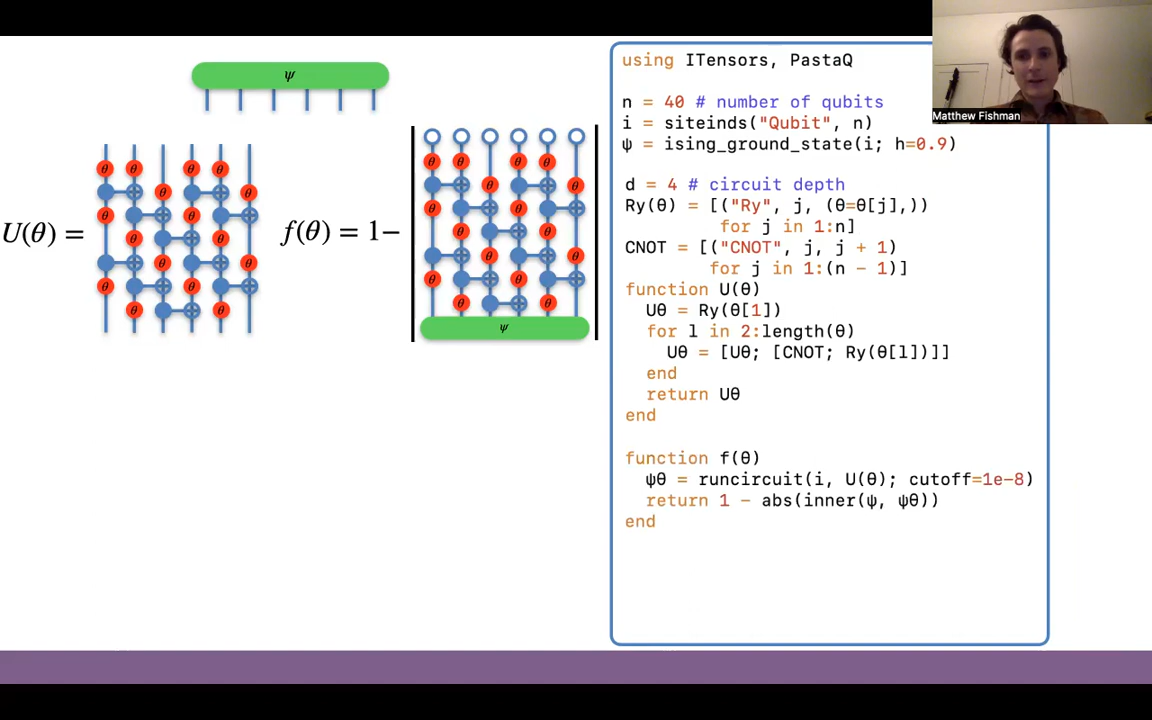 ψ
U(θ) =
θ θ θ θ
θ θ
θ θ
θ θ
θ θ
θ θ
θ θ
f(θ) = 1−
θ θ θ θ
θ θ
θ θ
θ θ
θ θ
θ θ
θ θ
ψ
using ITensors, PastaQ
n = 40 # number of qubits
i = siteinds("Qubit", n)
ψ = ising_ground_state(i; h=0.9)
d = 4 # circuit depth
Ry(θ) = [("Ry", j, (θ=θ[j],))
for j in 1:n]
CNOT = [("CNOT", j, j + 1)
for j in 1:(n - 1)]
function U(θ)
Uθ = Ry(θ[1])
for l in 2:length(θ)
Uθ = [Uθ; [CNOT; Ry(θ[l])]]
end
return Uθ
end
function f(θ)
ψθ = runcircuit(i, U(θ); cutoff=1e-8)
return 1 - abs(inner(ψ, ψθ))
end
Matthew Fishman